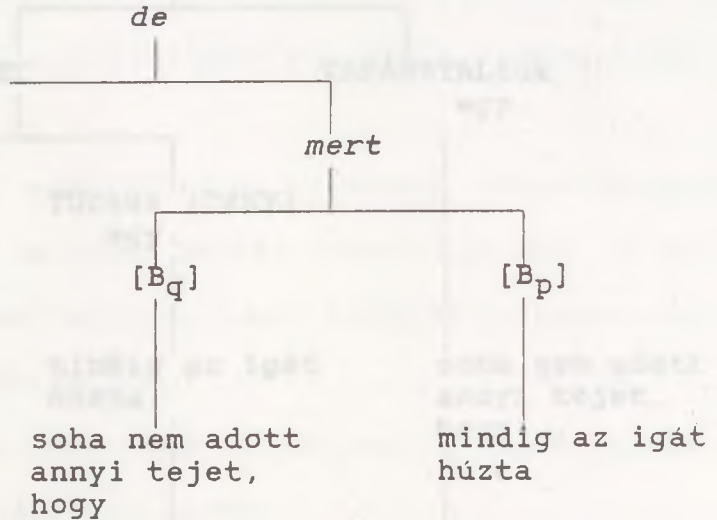 de
mert
[Bq] [Bp]
soha nem adott mindig az igát
annyi tejet, húzta
hogy